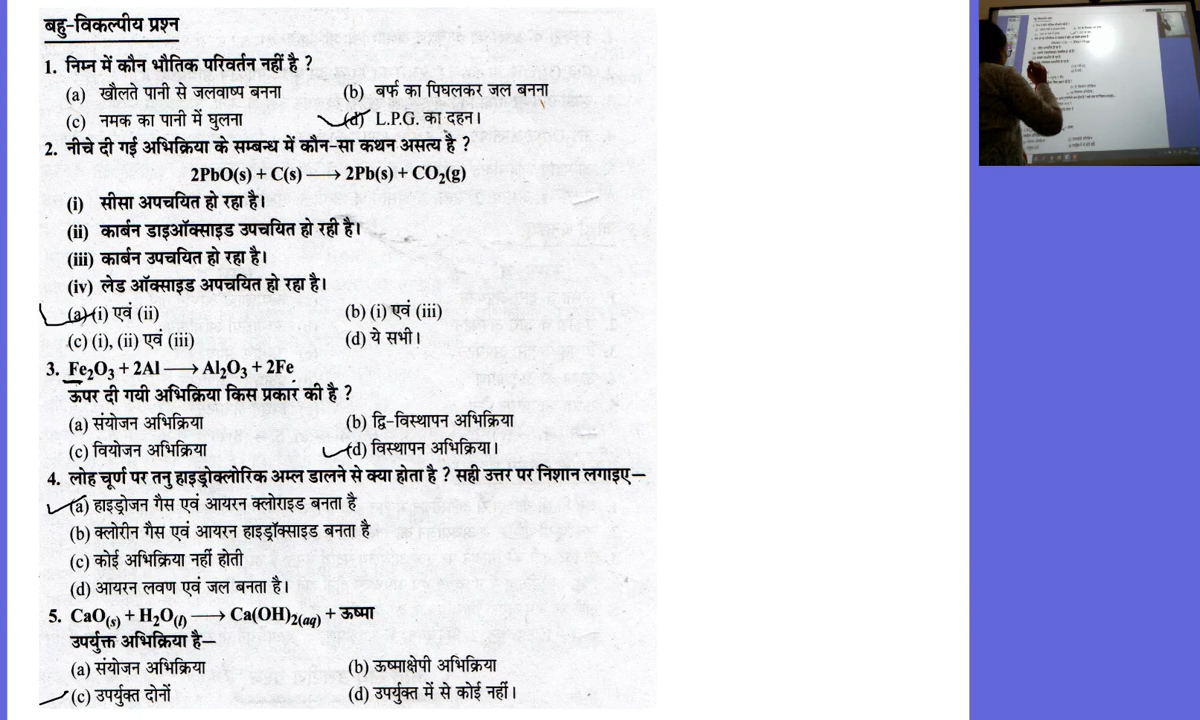 बहु-विकल्पीय प्रश्न
1. निम्न में कौन भौतिक परिवर्तन नहीं है ?
(a) खौलते पानी से जलवाष्प बनना (b) बर्फ का पिघलकर जल बनना
(c) नमक का पानी में घुलना (d) L.P.G. का दहन।
2. नीचे दी गई अभिक्रिया के सम्बन्ध में कौन-सा कथन असत्य है ?
2PbO(s) + C(s) ⟶ 2Pb(s) + CO₂(g)
(i) सीसा अपचयित हो रहा है।
(ii) कार्बन डाइऑक्साइड उपचयित हो रही है।
(iii) कार्बन उपचयित हो रहा है।
(iv) लेड ऑक्साइड अपचयित हो रहा है।
(a) (i) एवं (ii) (b) (i) एवं (iii)
(c) (i), (ii) एवं (iii) (d) ये सभी।
3. Fe₂O₃ + 2Al ⟶ Al₂O₃ + 2Fe
ऊपर दी गयी अभिक्रिया किस प्रकार की है ?
(a) संयोजन अभिक्रिया (b) द्वि-विस्थापन अभिक्रिया
(c) वियोजन अभिक्रिया (d) विस्थापन अभिक्रिया।
4. लोह चूर्ण पर तनु हाइड्रोक्लोरिक अम्ल डालने से क्या होता है ? सही उत्तर पर निशान लगाइए—
(a) हाइड्रोजन गैस एवं आयरन क्लोराइड बनता है
(b) क्लोरीन गैस एवं आयरन हाइड्रॉक्साइड बनता है
(c) कोई अभिक्रिया नहीं होती
(d) आयरन लवण एवं जल बनता है।
5. CaO(s) + H₂O(l) ⟶ Ca(OH)₂(aq) + ऊष्मा
उपर्युक्त अभिक्रिया है—
(a) संयोजन अभिक्रिया (b) ऊष्माक्षेपी अभिक्रिया
(c) उपर्युक्त दोनों (d) उपर्युक्त में से कोई नहीं।